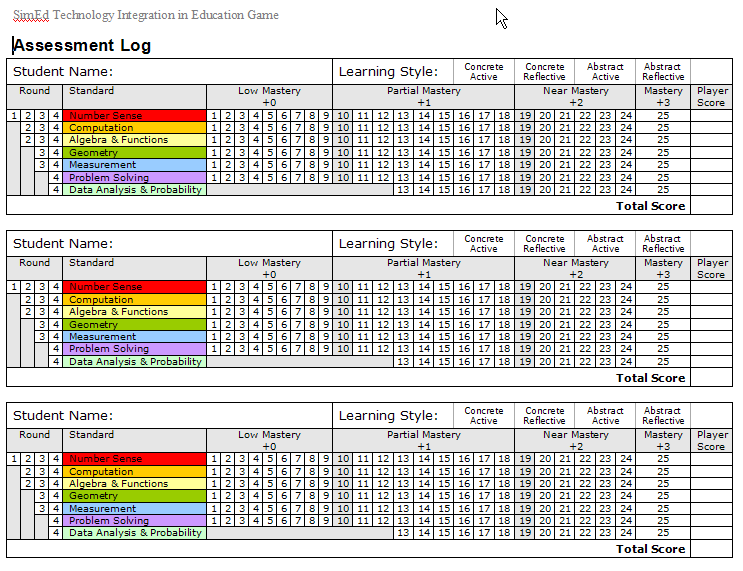 SimEd Technology Integration in Education Game
Assessment Log
Student Name: Learning Style: Concrete Active Concrete Reflective Abstract Active Abstract Reflective
Round Standard Low Mastery +0 Partial Mastery +1 Near Mastery +2 Mastery +3 Player Score
1 2 3 4 Number Sense 1 2 3 4 5 6 7 8 9 10 11 12 13 14 15 16 17 18 19 20 21 22 23 24 25
2 3 4 Computation 1 2 3 4 5 6 7 8 9 10 11 12 13 14 15 16 17 18 19 20 21 22 23 24 25
2 3 4 Algebra & Functions 1 2 3 4 5 6 7 8 9 10 11 12 13 14 15 16 17 18 19 20 21 22 23 24 25
3 4 Geometry 1 2 3 4 5 6 7 8 9 10 11 12 13 14 15 16 17 18 19 20 21 22 23 24 25
3 4 Measurement 1 2 3 4 5 6 7 8 9 10 11 12 13 14 15 16 17 18 19 20 21 22 23 24 25
4 Problem Solving 1 2 3 4 5 6 7 8 9 10 11 12 13 14 15 16 17 18 19 20 21 22 23 24 25
4 Data Analysis & Probability 13 14 15 16 17 18 19 20 21 22 23 24 25
Total Score
Student Name: Learning Style: Concrete Active Concrete Reflective Abstract Active Abstract Reflective
Round Standard Low Mastery +0 Partial Mastery +1 Near Mastery +2 Mastery +3 Player Score
1 2 3 4 Number Sense 1 2 3 4 5 6 7 8 9 10 11 12 13 14 15 16 17 18 19 20 21 22 23 24 25
2 3 4 Computation 1 2 3 4 5 6 7 8 9 10 11 12 13 14 15 16 17 18 19 20 21 22 23 24 25
2 3 4 Algebra & Functions 1 2 3 4 5 6 7 8 9 10 11 12 13 14 15 16 17 18 19 20 21 22 23 24 25
3 4 Geometry 1 2 3 4 5 6 7 8 9 10 11 12 13 14 15 16 17 18 19 20 21 22 23 24 25
3 4 Measurement 1 2 3 4 5 6 7 8 9 10 11 12 13 14 15 16 17 18 19 20 21 22 23 24 25
4 Problem Solving 1 2 3 4 5 6 7 8 9 10 11 12 13 14 15 16 17 18 19 20 21 22 23 24 25
4 Data Analysis & Probability 13 14 15 16 17 18 19 20 21 22 23 24 25
Total Score
Student Name: Learning Style: Concrete Active Concrete Reflective Abstract Active Abstract Reflective
Round Standard Low Mastery +0 Partial Mastery +1 Near Mastery +2 Mastery +3 Player Score
1 2 3 4 Number Sense 1 2 3 4 5 6 7 8 9 10 11 12 13 14 15 16 17 18 19 20 21 22 23 24 25
2 3 4 Computation 1 2 3 4 5 6 7 8 9 10 11 12 13 14 15 16 17 18 19 20 21 22 23 24 25
2 3 4 Algebra & Functions 1 2 3 4 5 6 7 8 9 10 11 12 13 14 15 16 17 18 19 20 21 22 23 24 25
3 4 Geometry 1 2 3 4 5 6 7 8 9 10 11 12 13 14 15 16 17 18 19 20 21 22 23 24 25
3 4 Measurement 1 2 3 4 5 6 7 8 9 10 11 12 13 14 15 16 17 18 19 20 21 22 23 24 25
4 Problem Solving 1 2 3 4 5 6 7 8 9 10 11 12 13 14 15 16 17 18 19 20 21 22 23 24 25
4 Data Analysis & Probability 13 14 15 16 17 18 19 20 21 22 23 24 25
Total Score